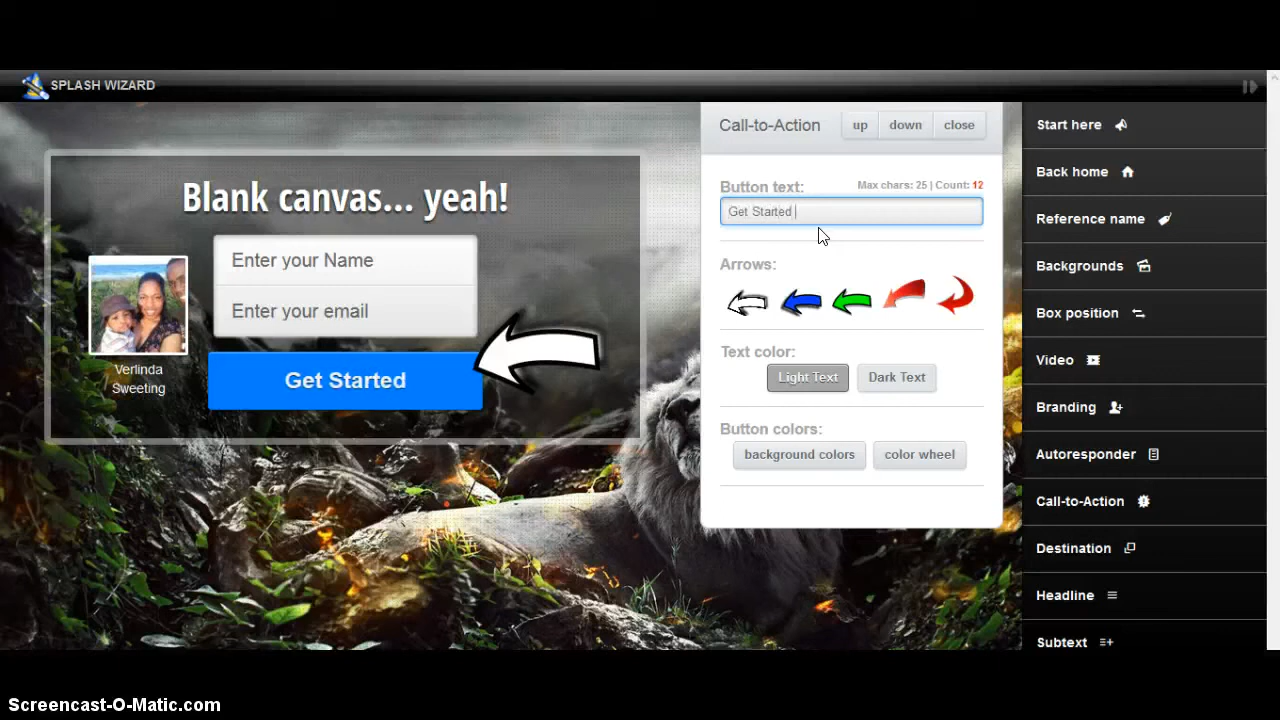 SPLASH WIZARD
Blank canvas... yeah!
Enter your Name
Enter your email
Verlinda
Sweeting
Get Started
Call-to-Action
up
down
close
Button text:
Max chars: 25 | Count: 12
Get Started
Arrows:
Text color:
Light Text
Dark Text
Button colors:
background colors
color wheel
Start here
Back home
Reference name
Backgrounds
Box position
Video
Branding
Autoresponder
Call-to-Action
Destination
Headline
Subtext
Screencast-O-Matic.com